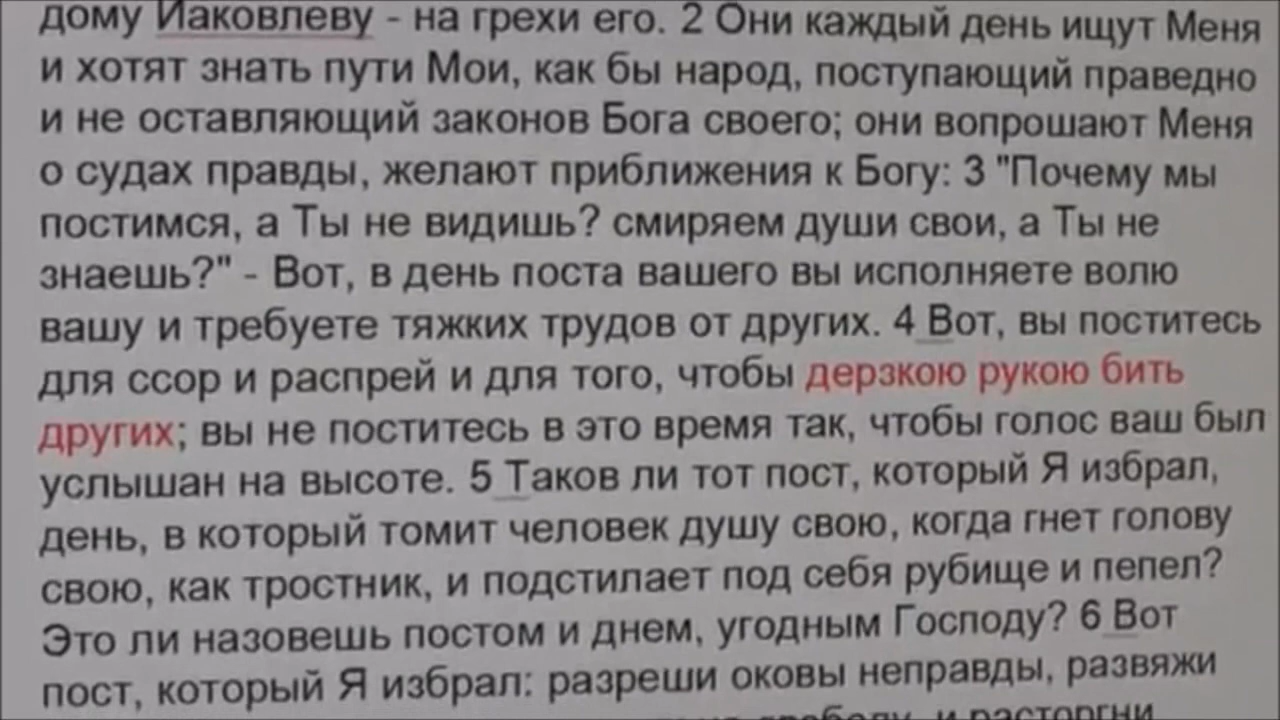 дому Иаковлеву - на грехи его. 2 Они каждый день ищут Меня
и хотят знать пути Мои, как бы народ, поступающий праведно
и не оставляющий законов Бога своего; они вопрошают Меня
о судах правды, желают приближения к Богу: 3 "Почему мы
постимся, а Ты не видишь? смиряем души свои, а Ты не
знаешь?" - Вот, в день поста вашего вы исполняете волю
вашу и требуете тяжких трудов от других. 4 Вот, вы поститесь
для ссор и распрей и для того, чтобы дерзкою рукою бить
других; вы не поститесь в это время так, чтобы голос ваш был
услышан на высоте. 5 Таков ли тот пост, который Я избрал,
день, в который томит человек душу свою, когда гнет голову
свою, как тростник, и подстилает под себя рубище и пепел?
Это ли назовешь постом и днем, угодным Господу? 6 Вот
пост, который Я избрал: разреши оковы неправды, развяжи
и расторгни